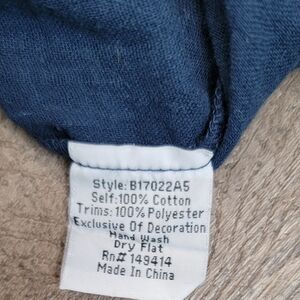 Style: B17022A5
Self:100% Cotton
Trims:100% Polyester
Exclusive Of Decoration
Hand Wash
Dry Flat
Rn# 149414
Made In China